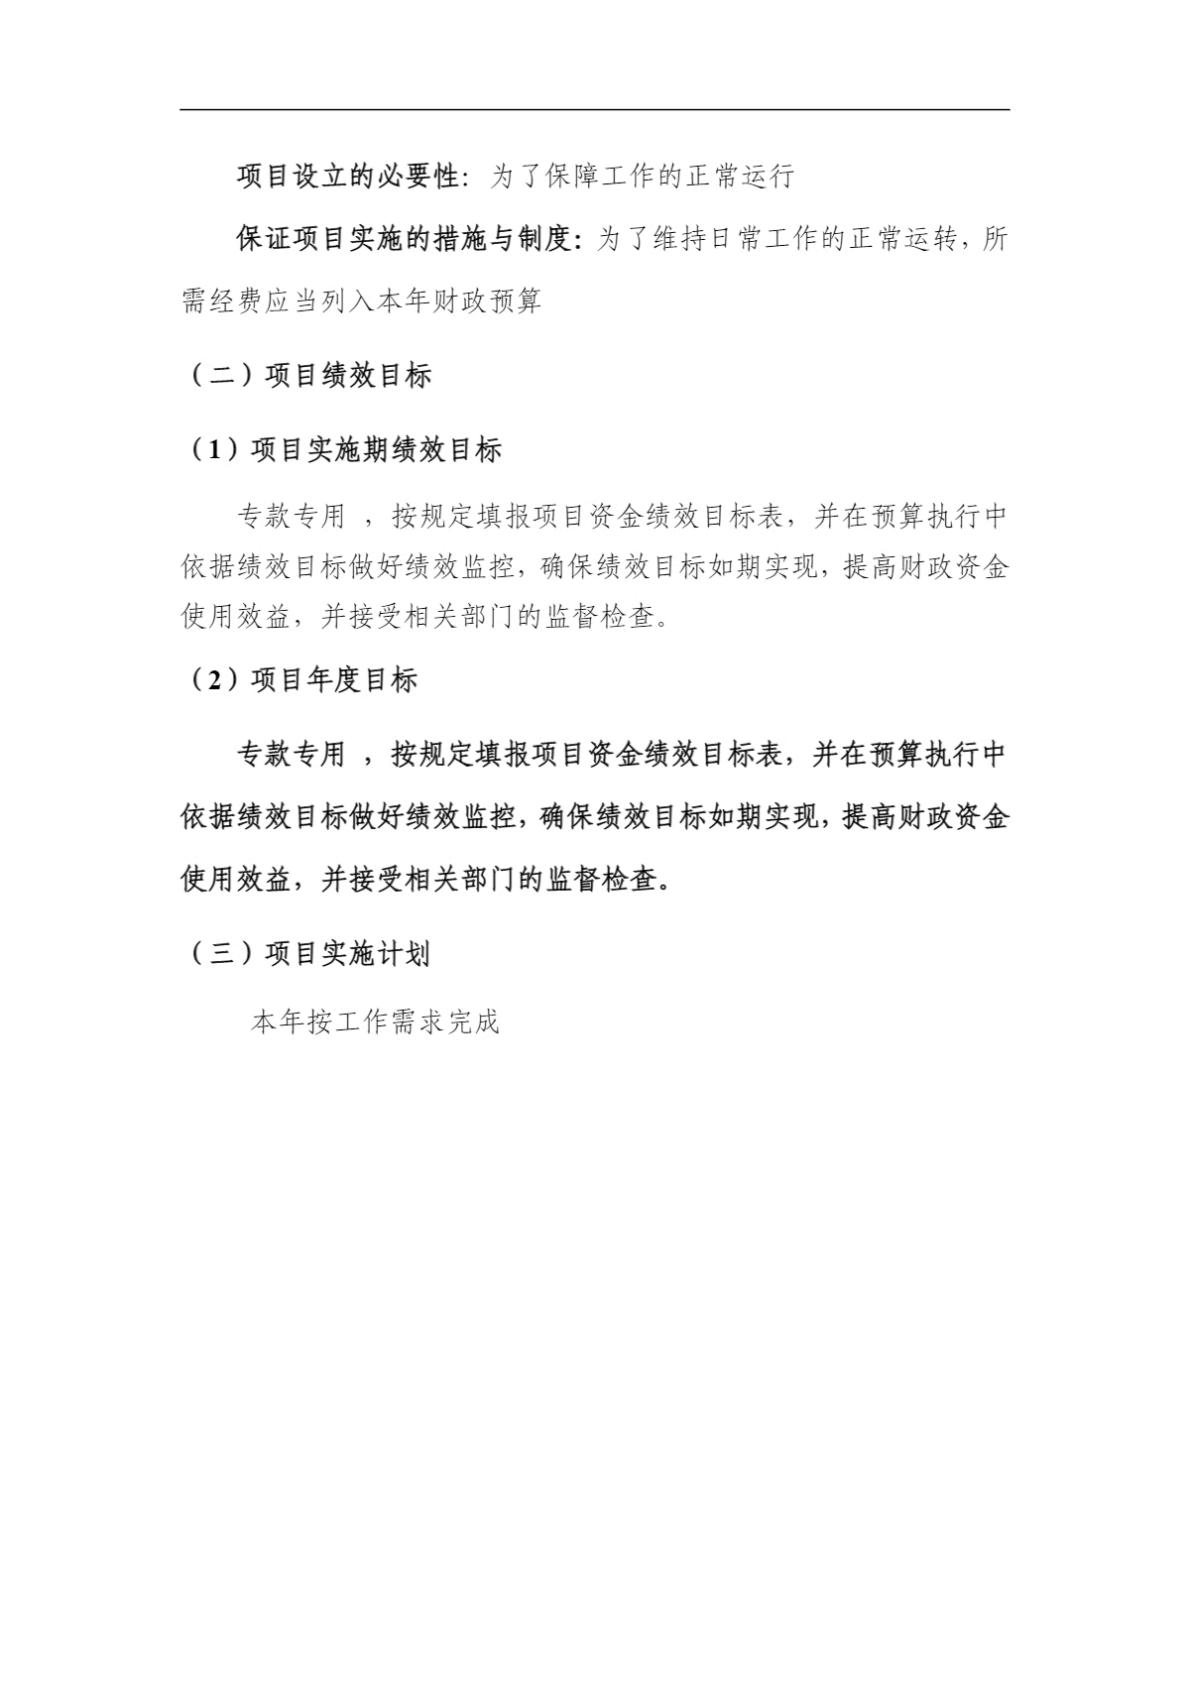 项目设立的必要性：为了保障工作的正常运行
保证项目实施的措施与制度：为了维持日常工作的正常运转，所
需经费应当列入本年财政预算
（二）项目绩效目标
（1）项目实施期绩效目标
专款专用 ，按规定填报项目资金绩效目标表，并在预算执行中
依据绩效目标做好绩效监控，确保绩效目标如期实现，提高财政资金
使用效益，并接受相关部门的监督检查。
（2）项目年度目标
专款专用 ，按规定填报项目资金绩效目标表，并在预算执行中
依据绩效目标做好绩效监控，确保绩效目标如期实现，提高财政资金
使用效益，并接受相关部门的监督检查。
（三）项目实施计划
本年按工作需求完成